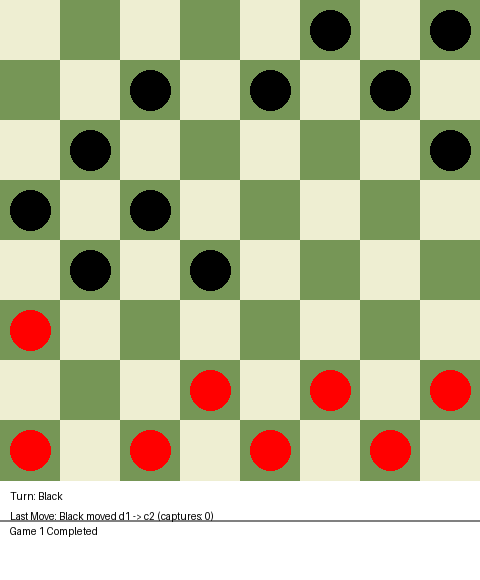 Turn: Black
Last Move: Black moved d1 -> c2 (captures: 0)
Game 1 Completed